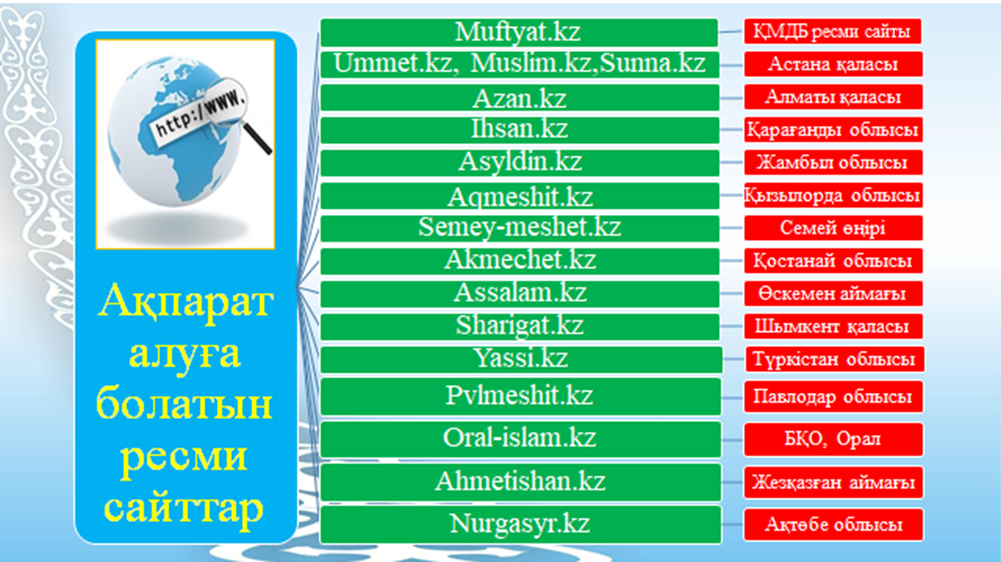 http:/www.
Ақпарат
алуға
болатын
ресми
сайттар
Muftyat.kz
ҚМДБ ресми сайты
Ummet.kz, Muslim.kz,Sunna.kz
Астана қаласы
Azan.kz
Алматы қаласы
Ihsan.kz
Қарағанды облысы
Asyldin.kz
Жамбыл облысы
Aqmeshit.kz
Қызылорда облысы
Semey-meshet.kz
Семей өңірі
Akmechet.kz
Қостанай облысы
Assalam.kz
Өскемен аймағы
Sharigat.kz
Шымкент қаласы
Yassi.kz
Түркістан облысы
Pvlmeshit.kz
Павлодар облысы
Oral-islam.kz
БҚО, Орал
Ahmetishan.kz
Жезқазған аймағы
Nurgasyr.kz
Ақтөбе облысы